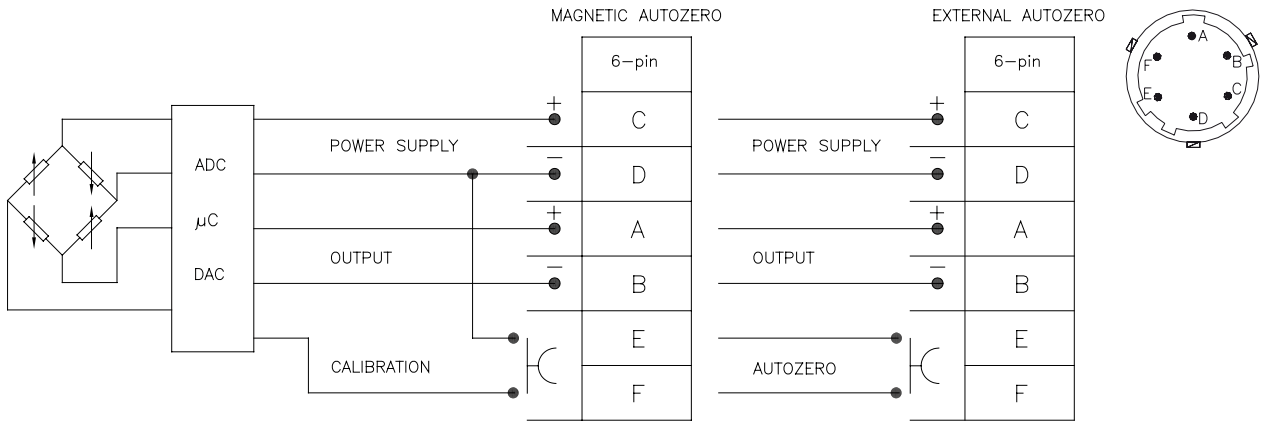 MAGNETIC AUTOZERO
EXTERNAL AUTOZERO
6-pin
6-pin
A
B
C
D
E
F
+
C
+
C
POWER SUPPLY
POWER SUPPLY
ADC
−
D
−
D
µC
+
A
+
A
OUTPUT
OUTPUT
DAC
−
B
−
B
E
E
CALIBRATION
AUTOZERO
F
F